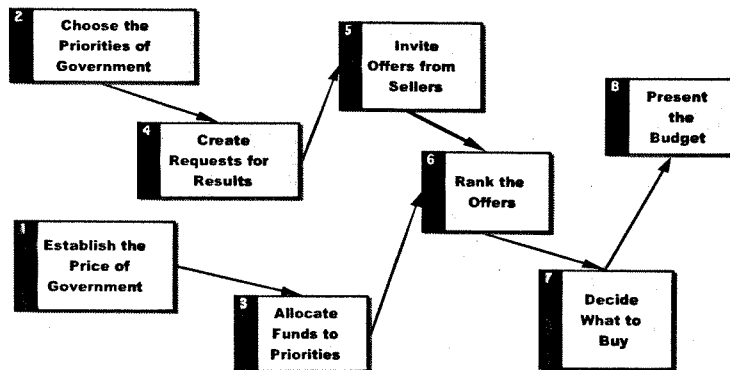 2
Choose the
Priorities of
Government
5
Invite
Offers from
Sellers
8
Present
the
Budget
4
Create
Requests for
Results
6
Rank the
Offers
1
Establish the
Price of
Government
3
Allocate
Funds to
Priorities
7
Decide
What to
Buy